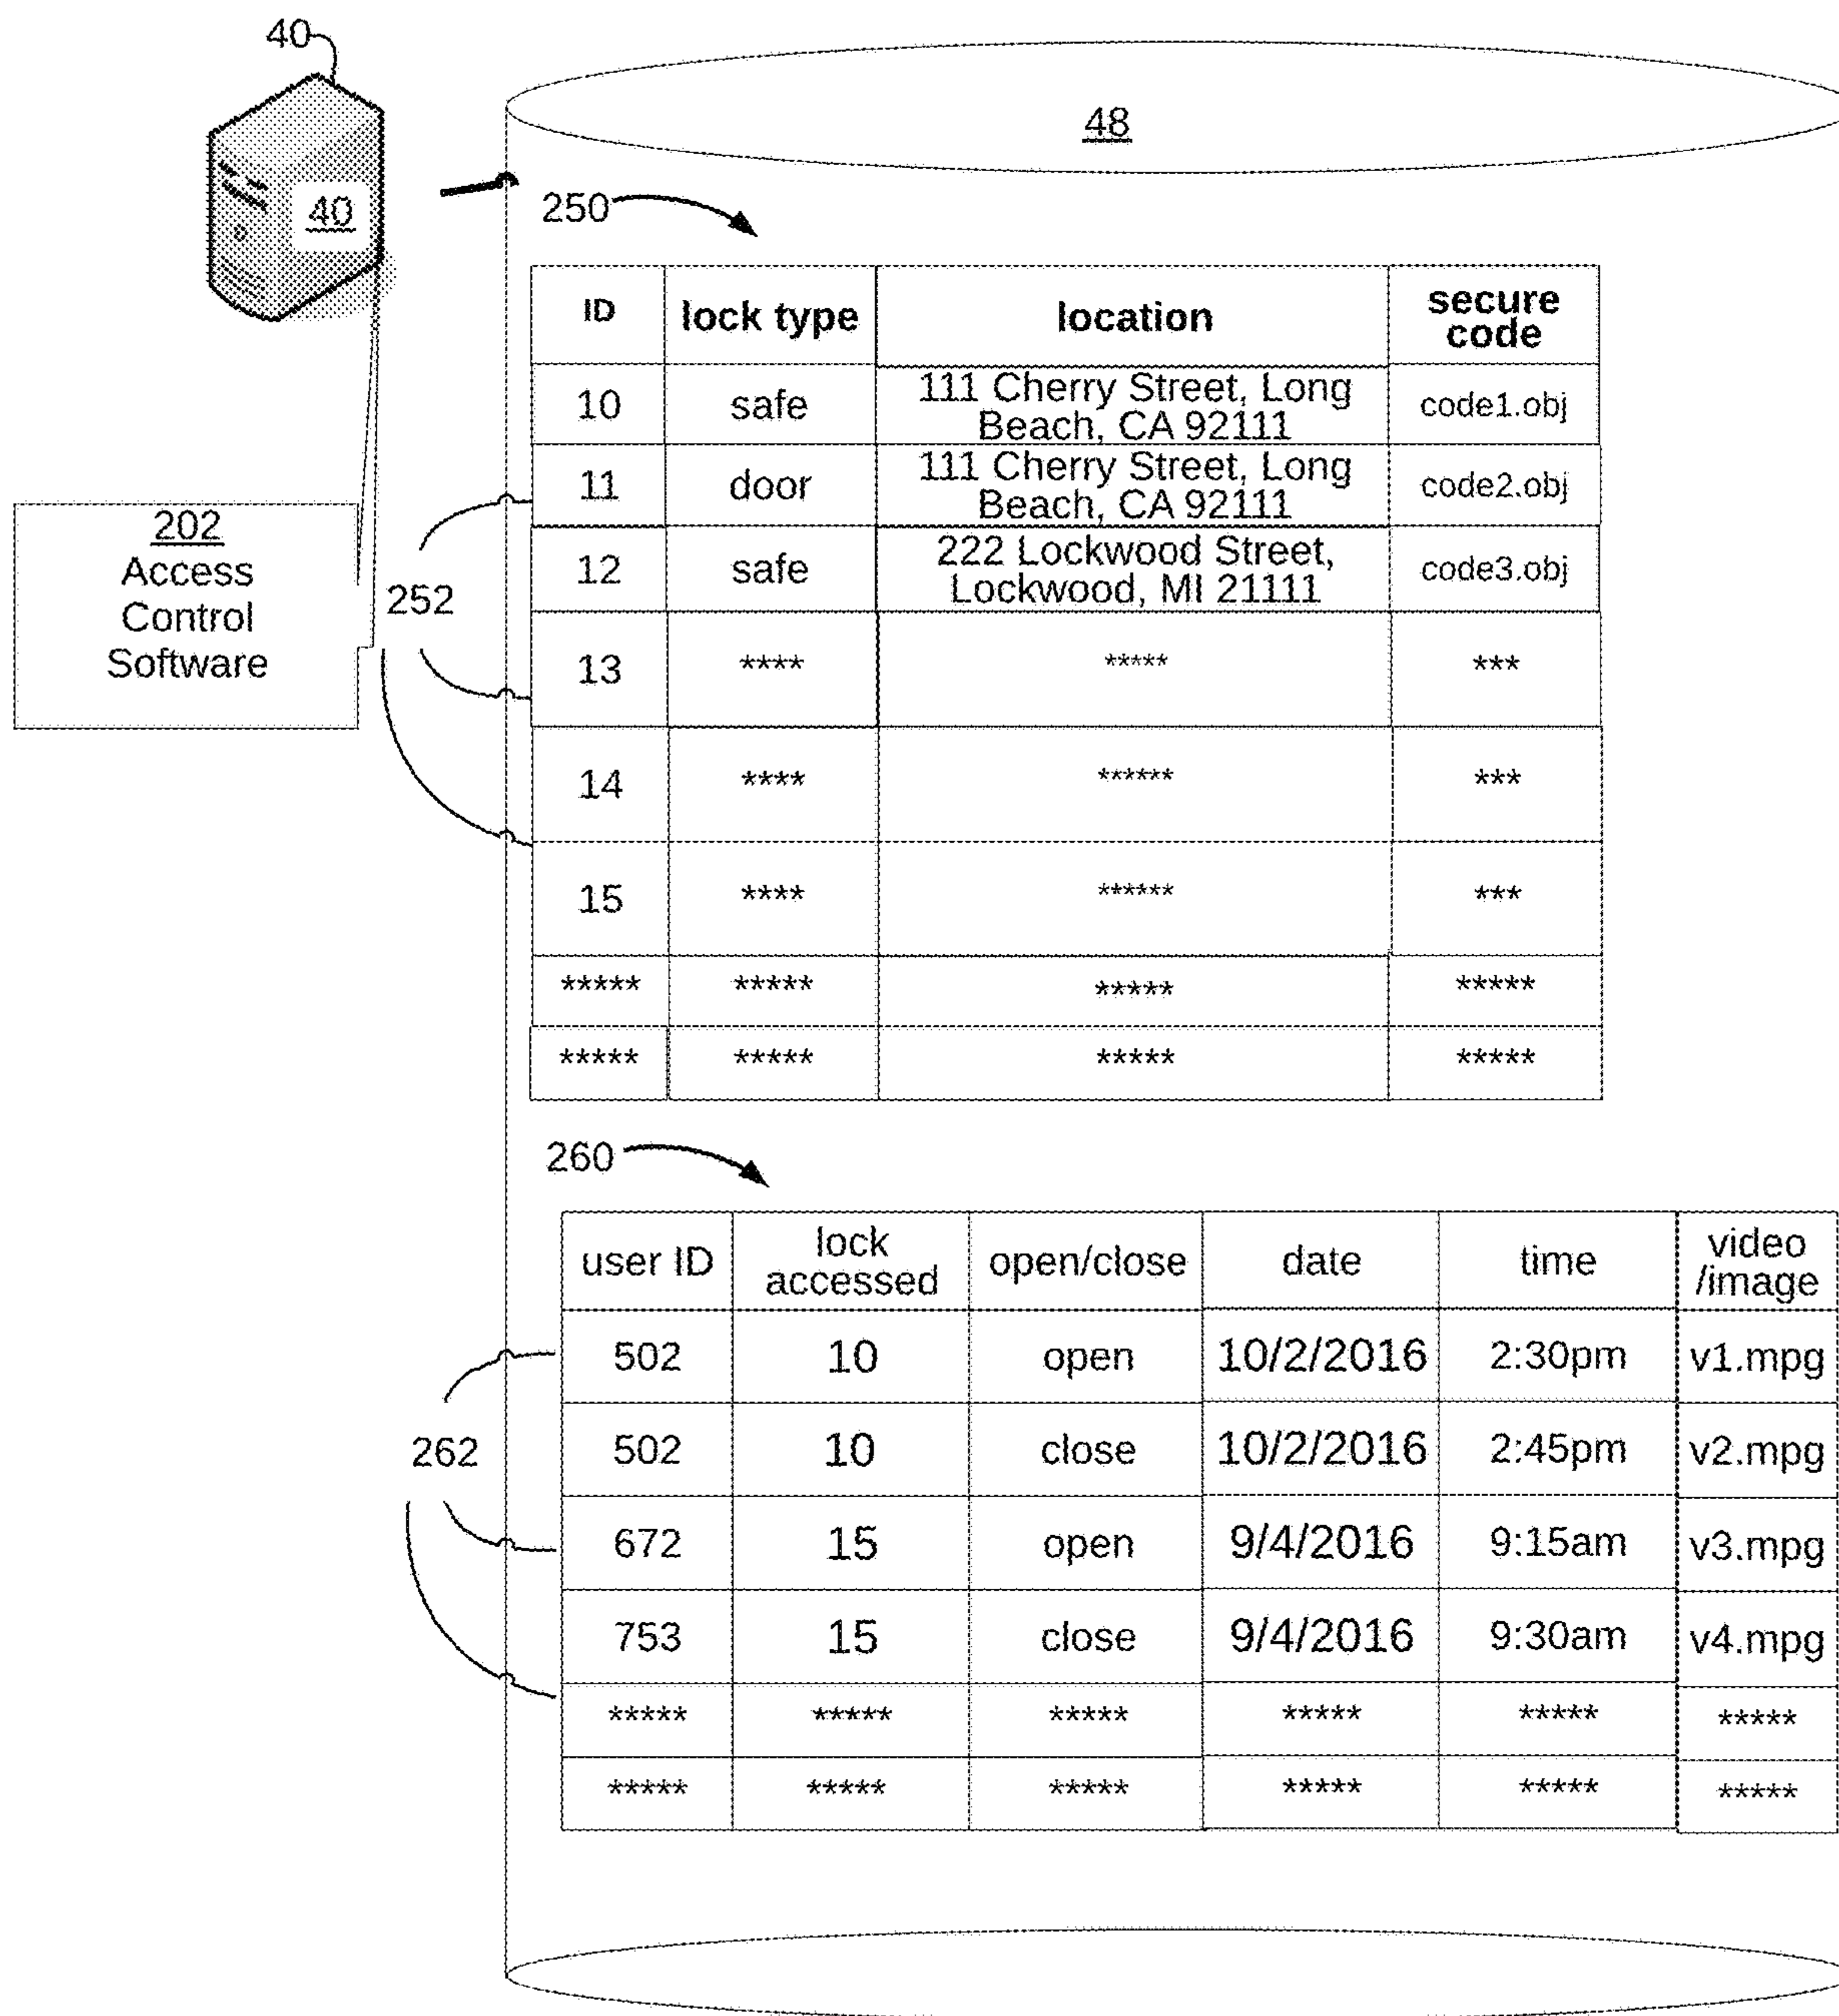 40
48
40
250
ID lock type location secure code
10 safe 111 Cherry Street, Long Beach, CA 92111 code1.obj
11 door 111 Cherry Street, Long Beach, CA 92111 code2.obj
12 safe 222 Lockwood Street, Lockwood, MI 21111 code3.obj
13 **** ***** ***
14 **** ****** ***
15 **** ****** ***
***** ***** ***** *****
***** ***** ***** *****
202
Access
Control
Software
252
260
user ID lock accessed open/close date time video /image
502 10 open 10/2/2016 2:30pm v1.mpg
502 10 close 10/2/2016 2:45pm v2.mpg
672 15 open 9/4/2016 9:15am v3.mpg
753 15 close 9/4/2016 9:30am v4.mpg
***** ***** ***** ***** ***** *****
***** ***** ***** ***** ***** *****
262